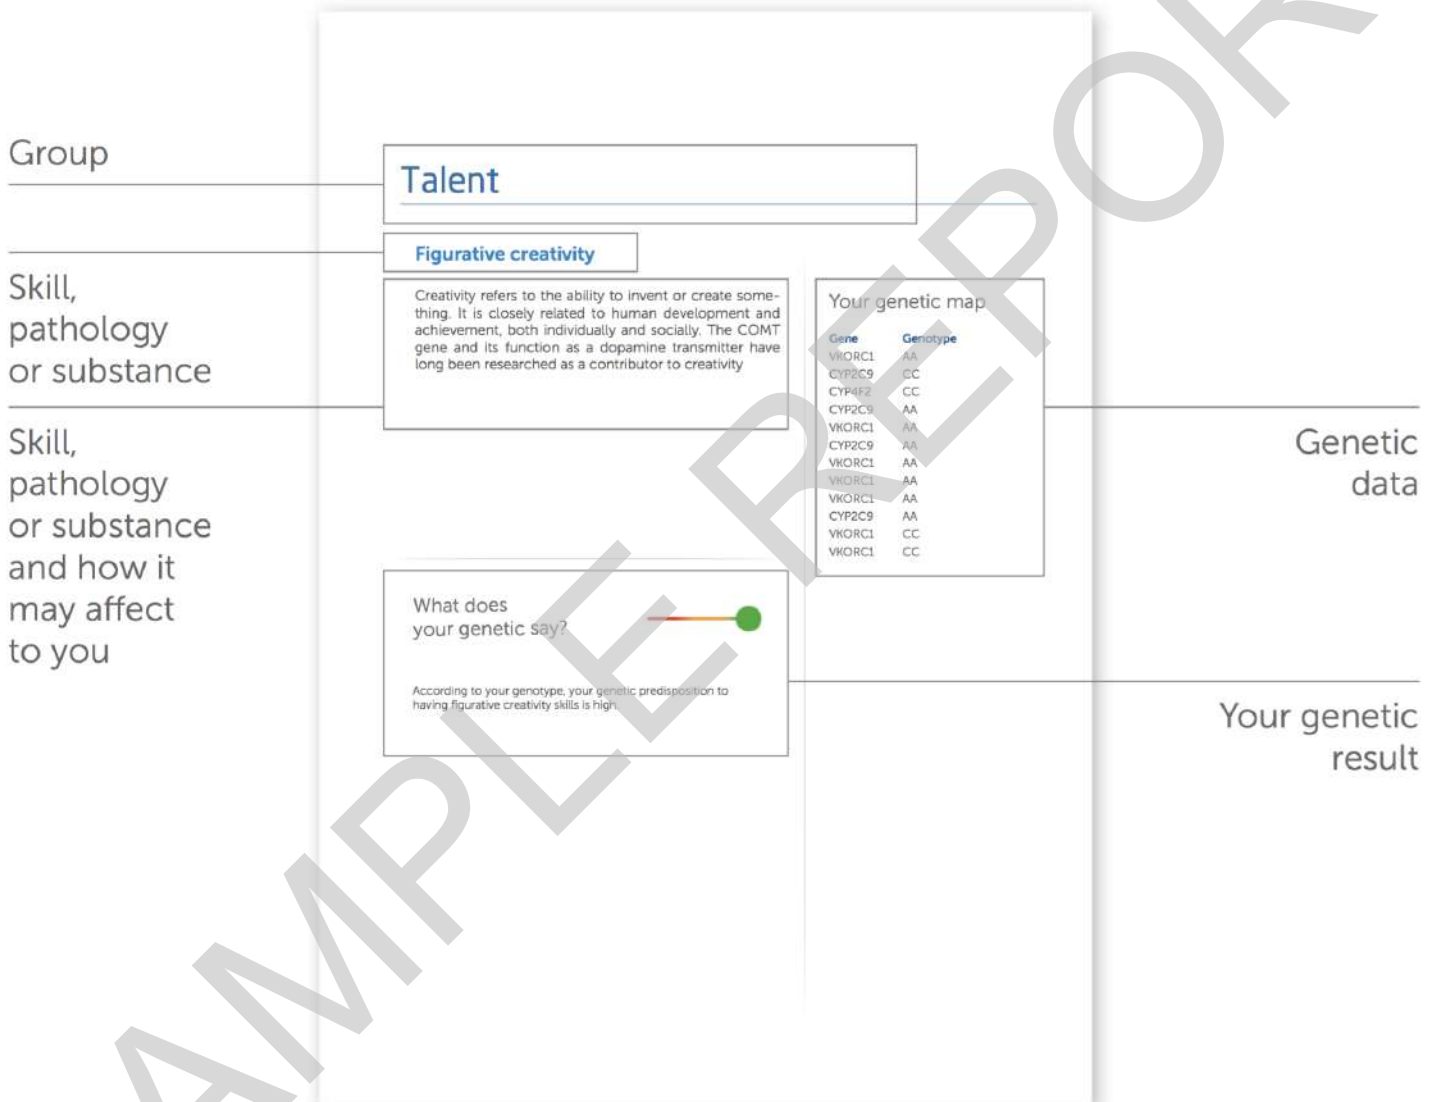 Group
Talent
Figurative creativity
Skill,
pathology
or substance
Creativity refers to the ability to invent or create some-
thing. It is closely related to human development and
achievement, both individually and socially. The COMT
gene and its function as a dopamine transmitter have
long been researched as a contributor to creativity
Your genetic map
Gene Genotype
VKORC1 AA
CYP2C9 CC
CYP4F2 CC
CYP2C9 AA
VKORC1 AA
CYP2C9 AA
VKORC1 AA
VKORC1 AA
VKORC1 AA
CYP2C9 AA
VKORC1 CC
VKORC1 CC
Skill,
pathology
or substance
and how it
may affect
to you
Genetic
data
What does
your genetic say?
According to your genotype, your genetic predisposition to
having figurative creativity skills is high.
Your genetic
result
AMPLE REPOR